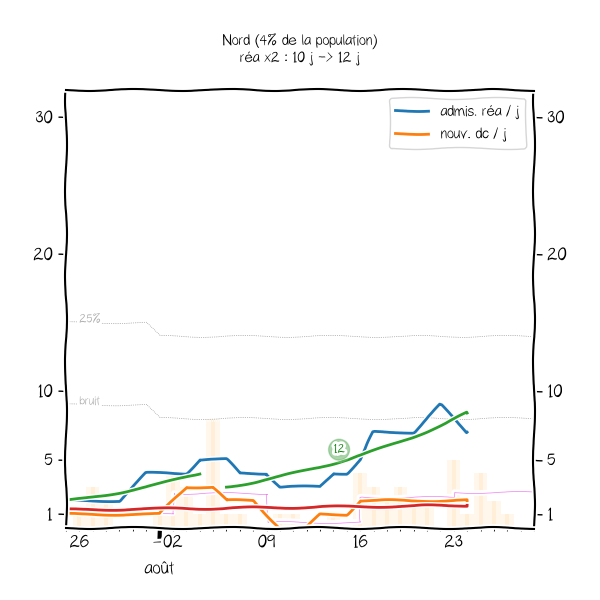 Nord (4% de la population)
réa x2 : 10 j -> 12 j
admis. réa / j
nouv. dc / j
30
30
20
20
25%
10
10
bruit
12
5
5
1
1
26
02
09
16
23
août